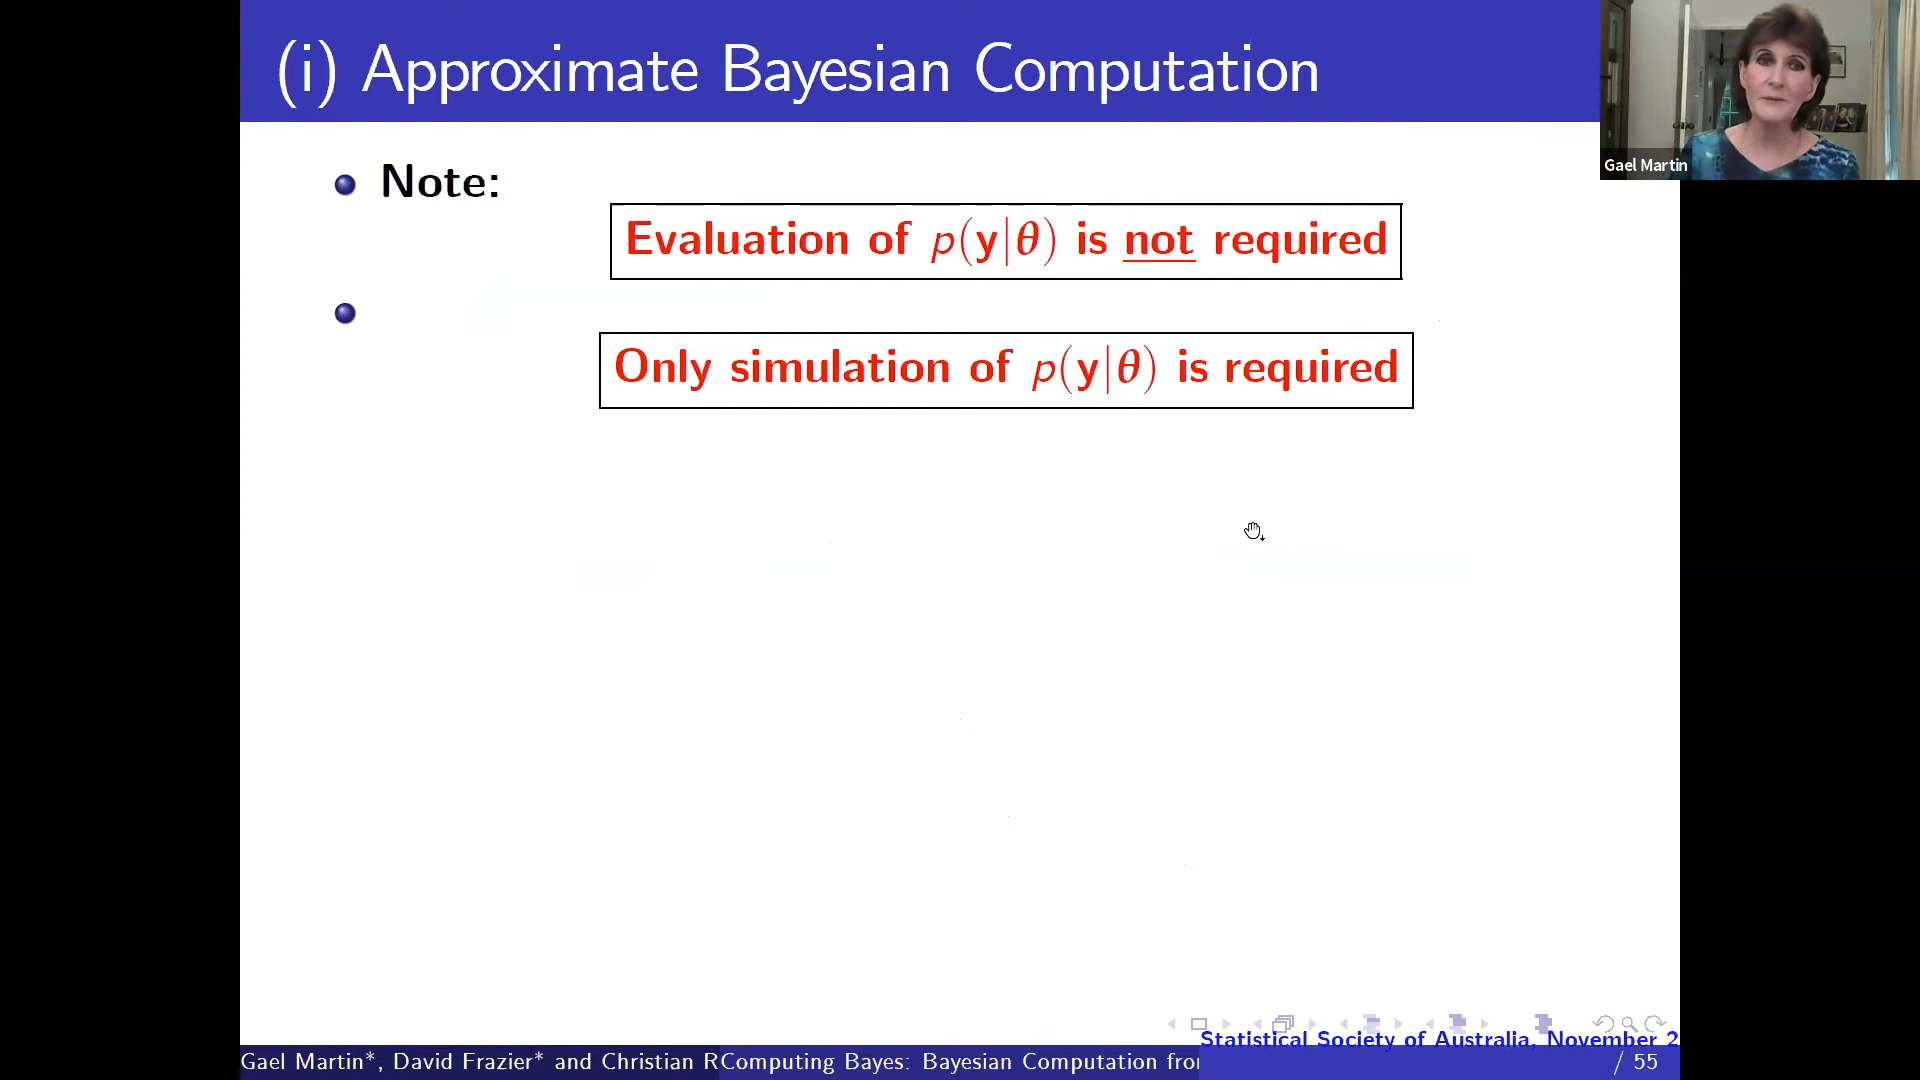 (i) Approximate Bayesian Computation
Gael Martin
Note:
Evaluation of p(y|θ) is not required
Only simulation of p(y|θ) is required
Statistical Society of Australia, November 2
Gael Martin*, David Frazier* and Christian R
Computing Bayes: Bayesian Computation fro
/ 55